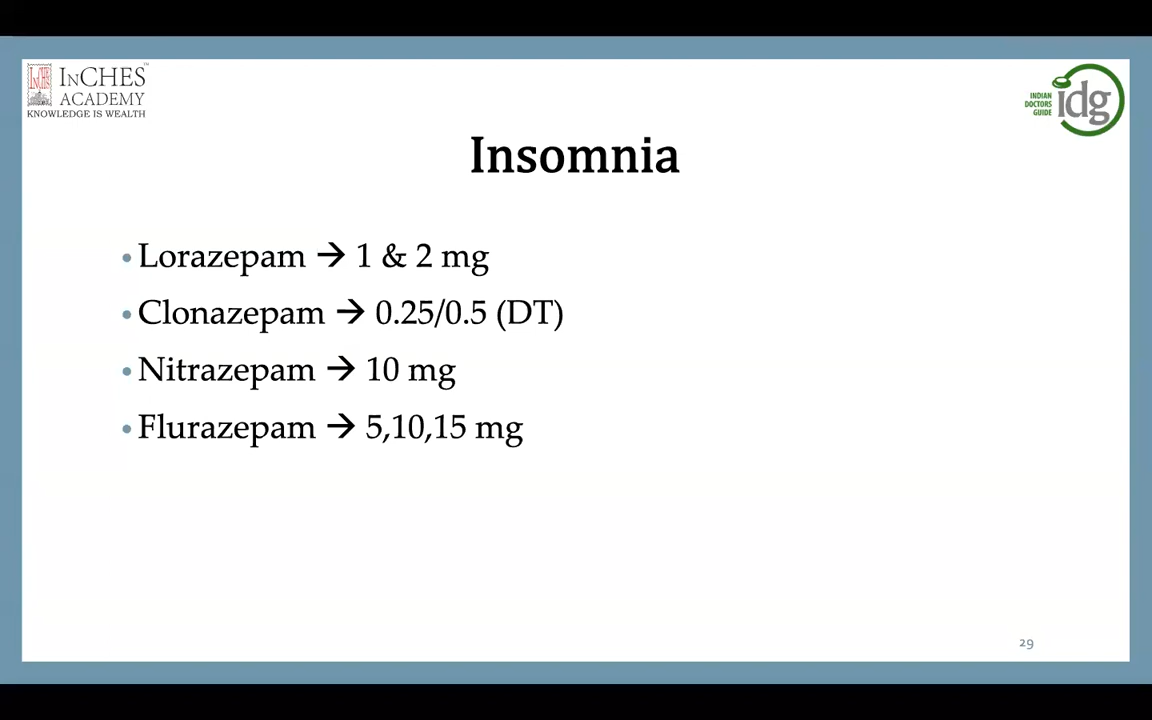 INCHES
ACADEMY
KNOWLEDGE IS WEALTH
INDIAN
DOCTORS
GUIDE
idg
Insomnia
• Lorazepam → 1 & 2 mg
• Clonazepam → 0.25/0.5 (DT)
• Nitrazepam → 10 mg
• Flurazepam → 5,10,15 mg
29